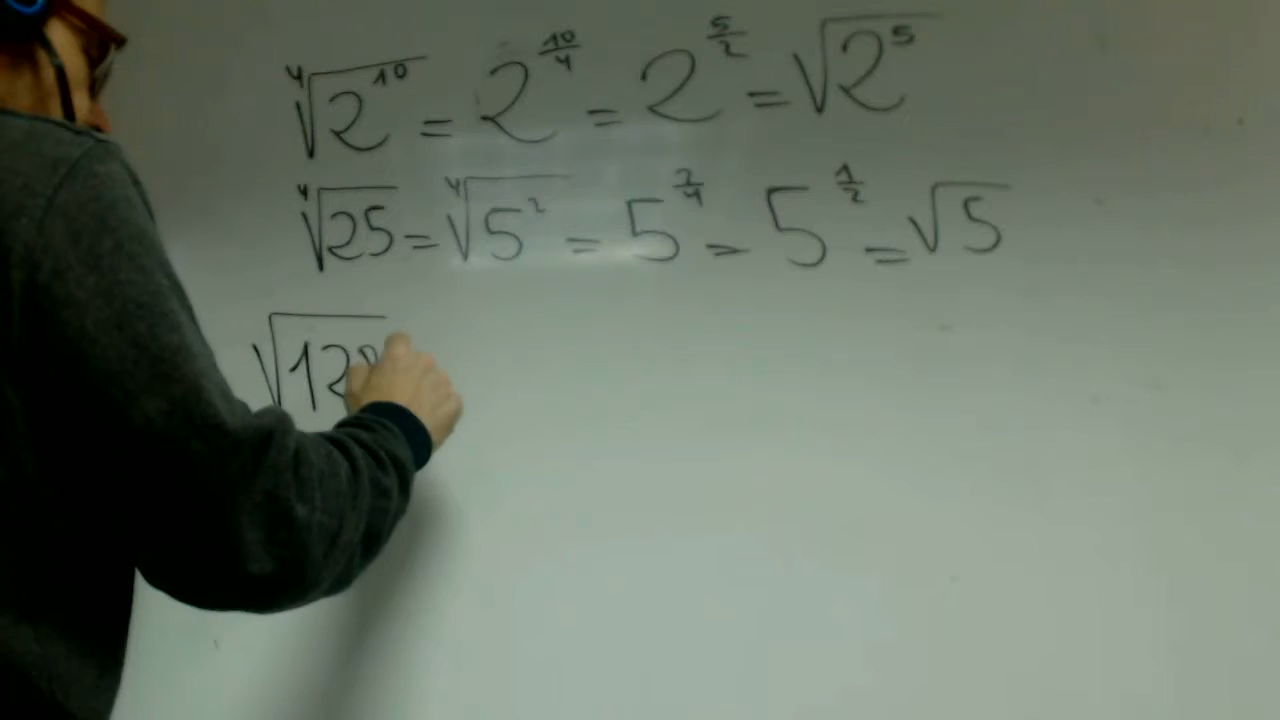 ⁴√2¹⁰ = 2^(10/4) = 2^(5/2) = √2⁵
⁴√25 = ⁴√5² = 5^(2/4) = 5^(1/2) = √5
√12